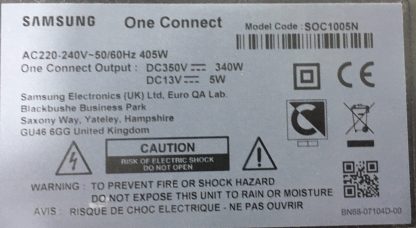 SAMSUNG One Connect
Model Code : SOC1005N
AC220-240V~50/60Hz 405W
One Connect Output : DC350V ⎓ 340W
DC13V ⎓ 5W
Samsung Electronics (UK) Ltd, Euro QA Lab.
Blackbushe Business Park
Saxony Way, Yateley, Hampshire
GU46 6GG United Kingdom
CAUTION
RISK OF ELECTRIC SHOCK
DO NOT OPEN
WARNING : TO PREVENT FIRE OR SHOCK HAZARD
DO NOT EXPOSE THIS UNIT TO RAIN OR MOISTURE
AVIS : RISQUE DE CHOC ELECTRIQUE - NE PAS OUVRIR
BN68-07104D-00